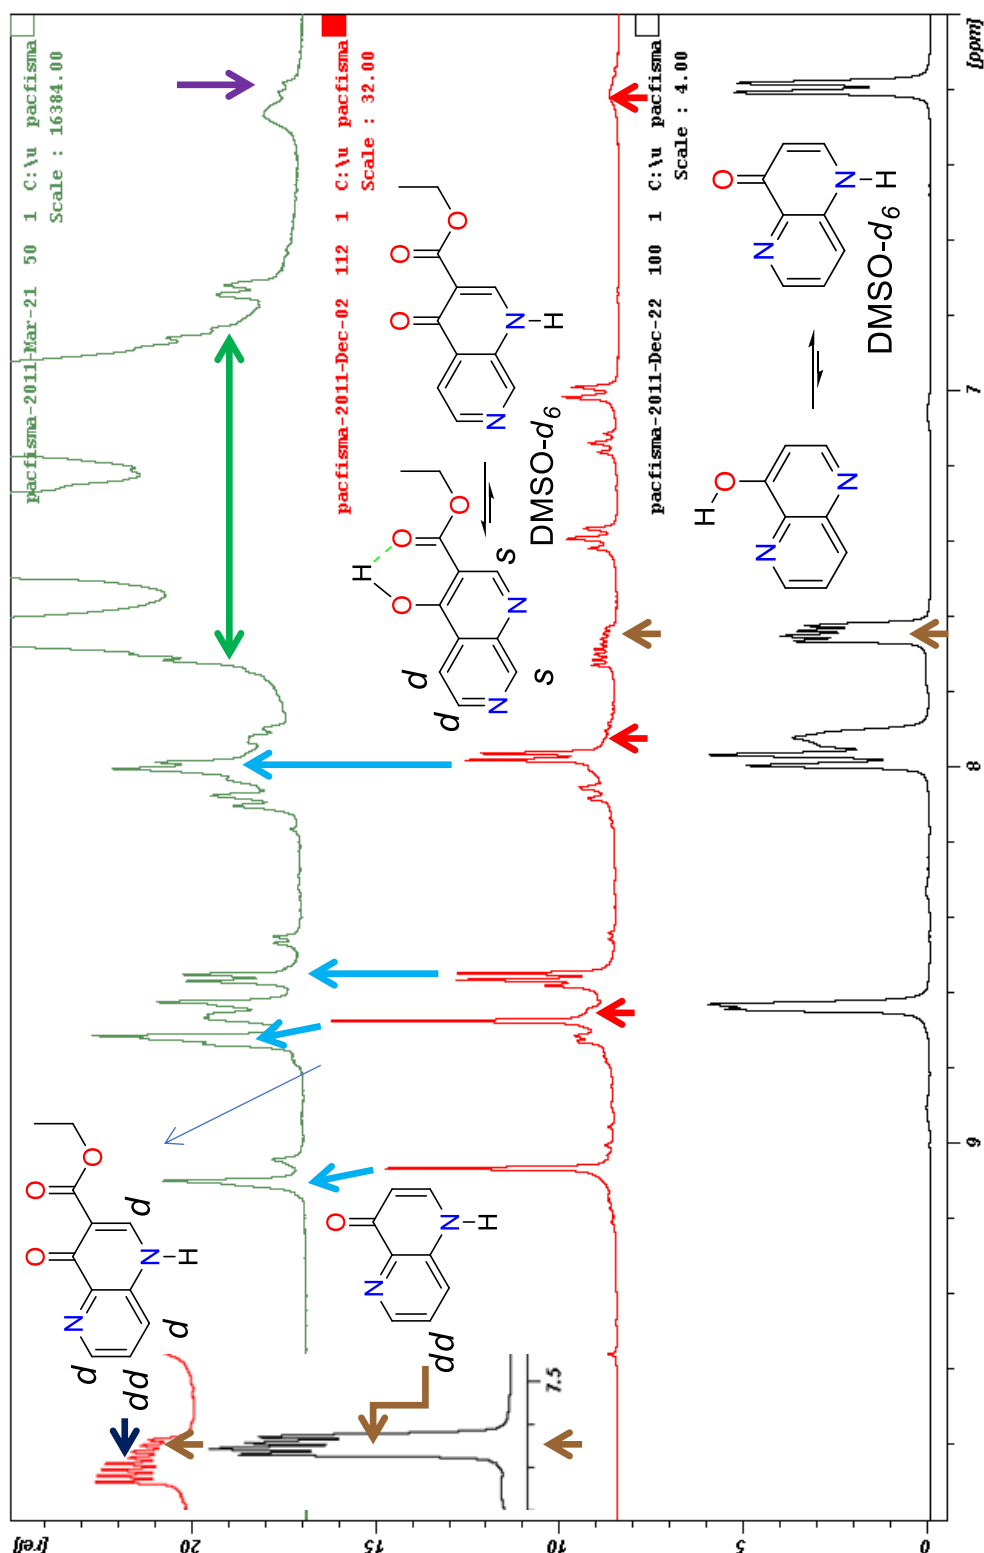 pacfisma-2011-Mar-21 50 1 C:\u pacfisma
Scale : 16384.00
pacfisma-2011-Dec-02 112 1 C:\u pacfisma
Scale : 32.00
pacfisma-2011-Dec-22 100 1 C:\u pacfisma
Scale : 4.00
O
O
O
N
N
H
d
dd
d
d
O
N
N
H
dd
7.5
H
O
O
O
N
N
d
d
s
s
O
O
O
N
N
H
DMSO-d6
H
O
N
N
O
N
N
H
DMSO-d6
[rel]
20
15
10
5
0
9
8
7
[ppm]